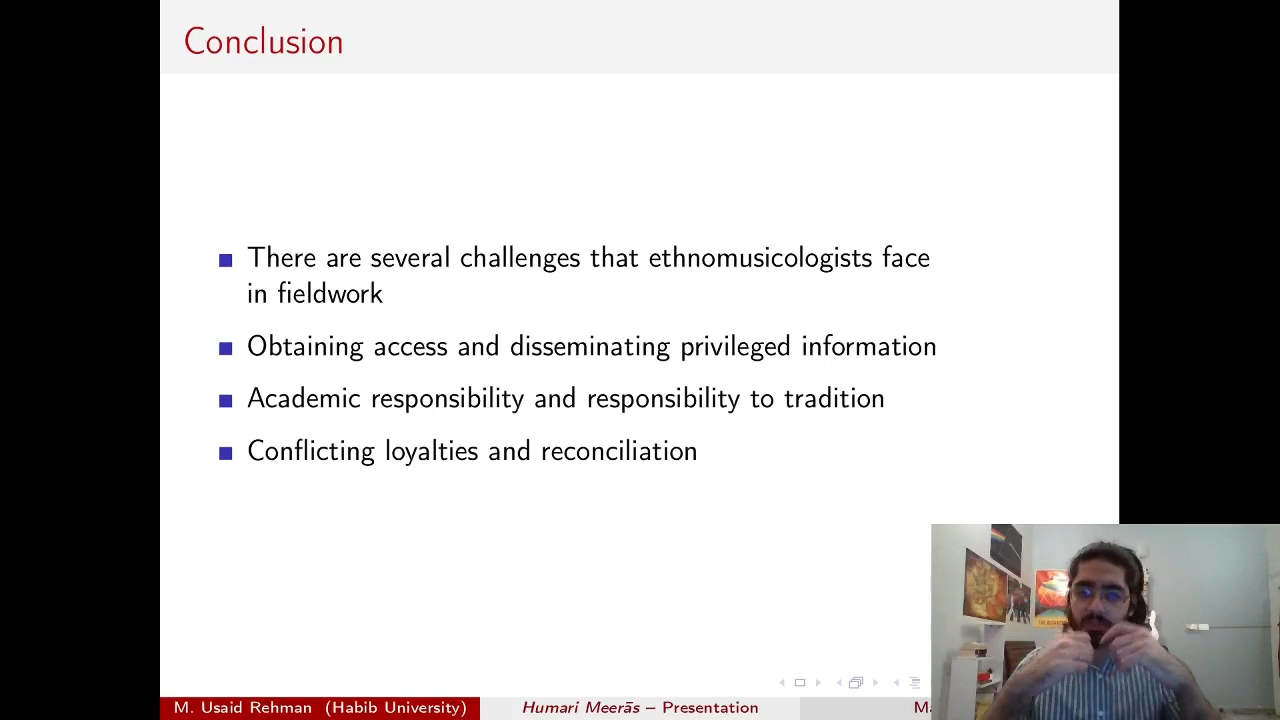 Conclusion
There are several challenges that ethnomusicologists face
in fieldwork
Obtaining access and disseminating privileged information
Academic responsibility and responsibility to tradition
Conflicting loyalties and reconciliation
M. Usaid Rehman (Habib University)
Humari Meerās – Presentation